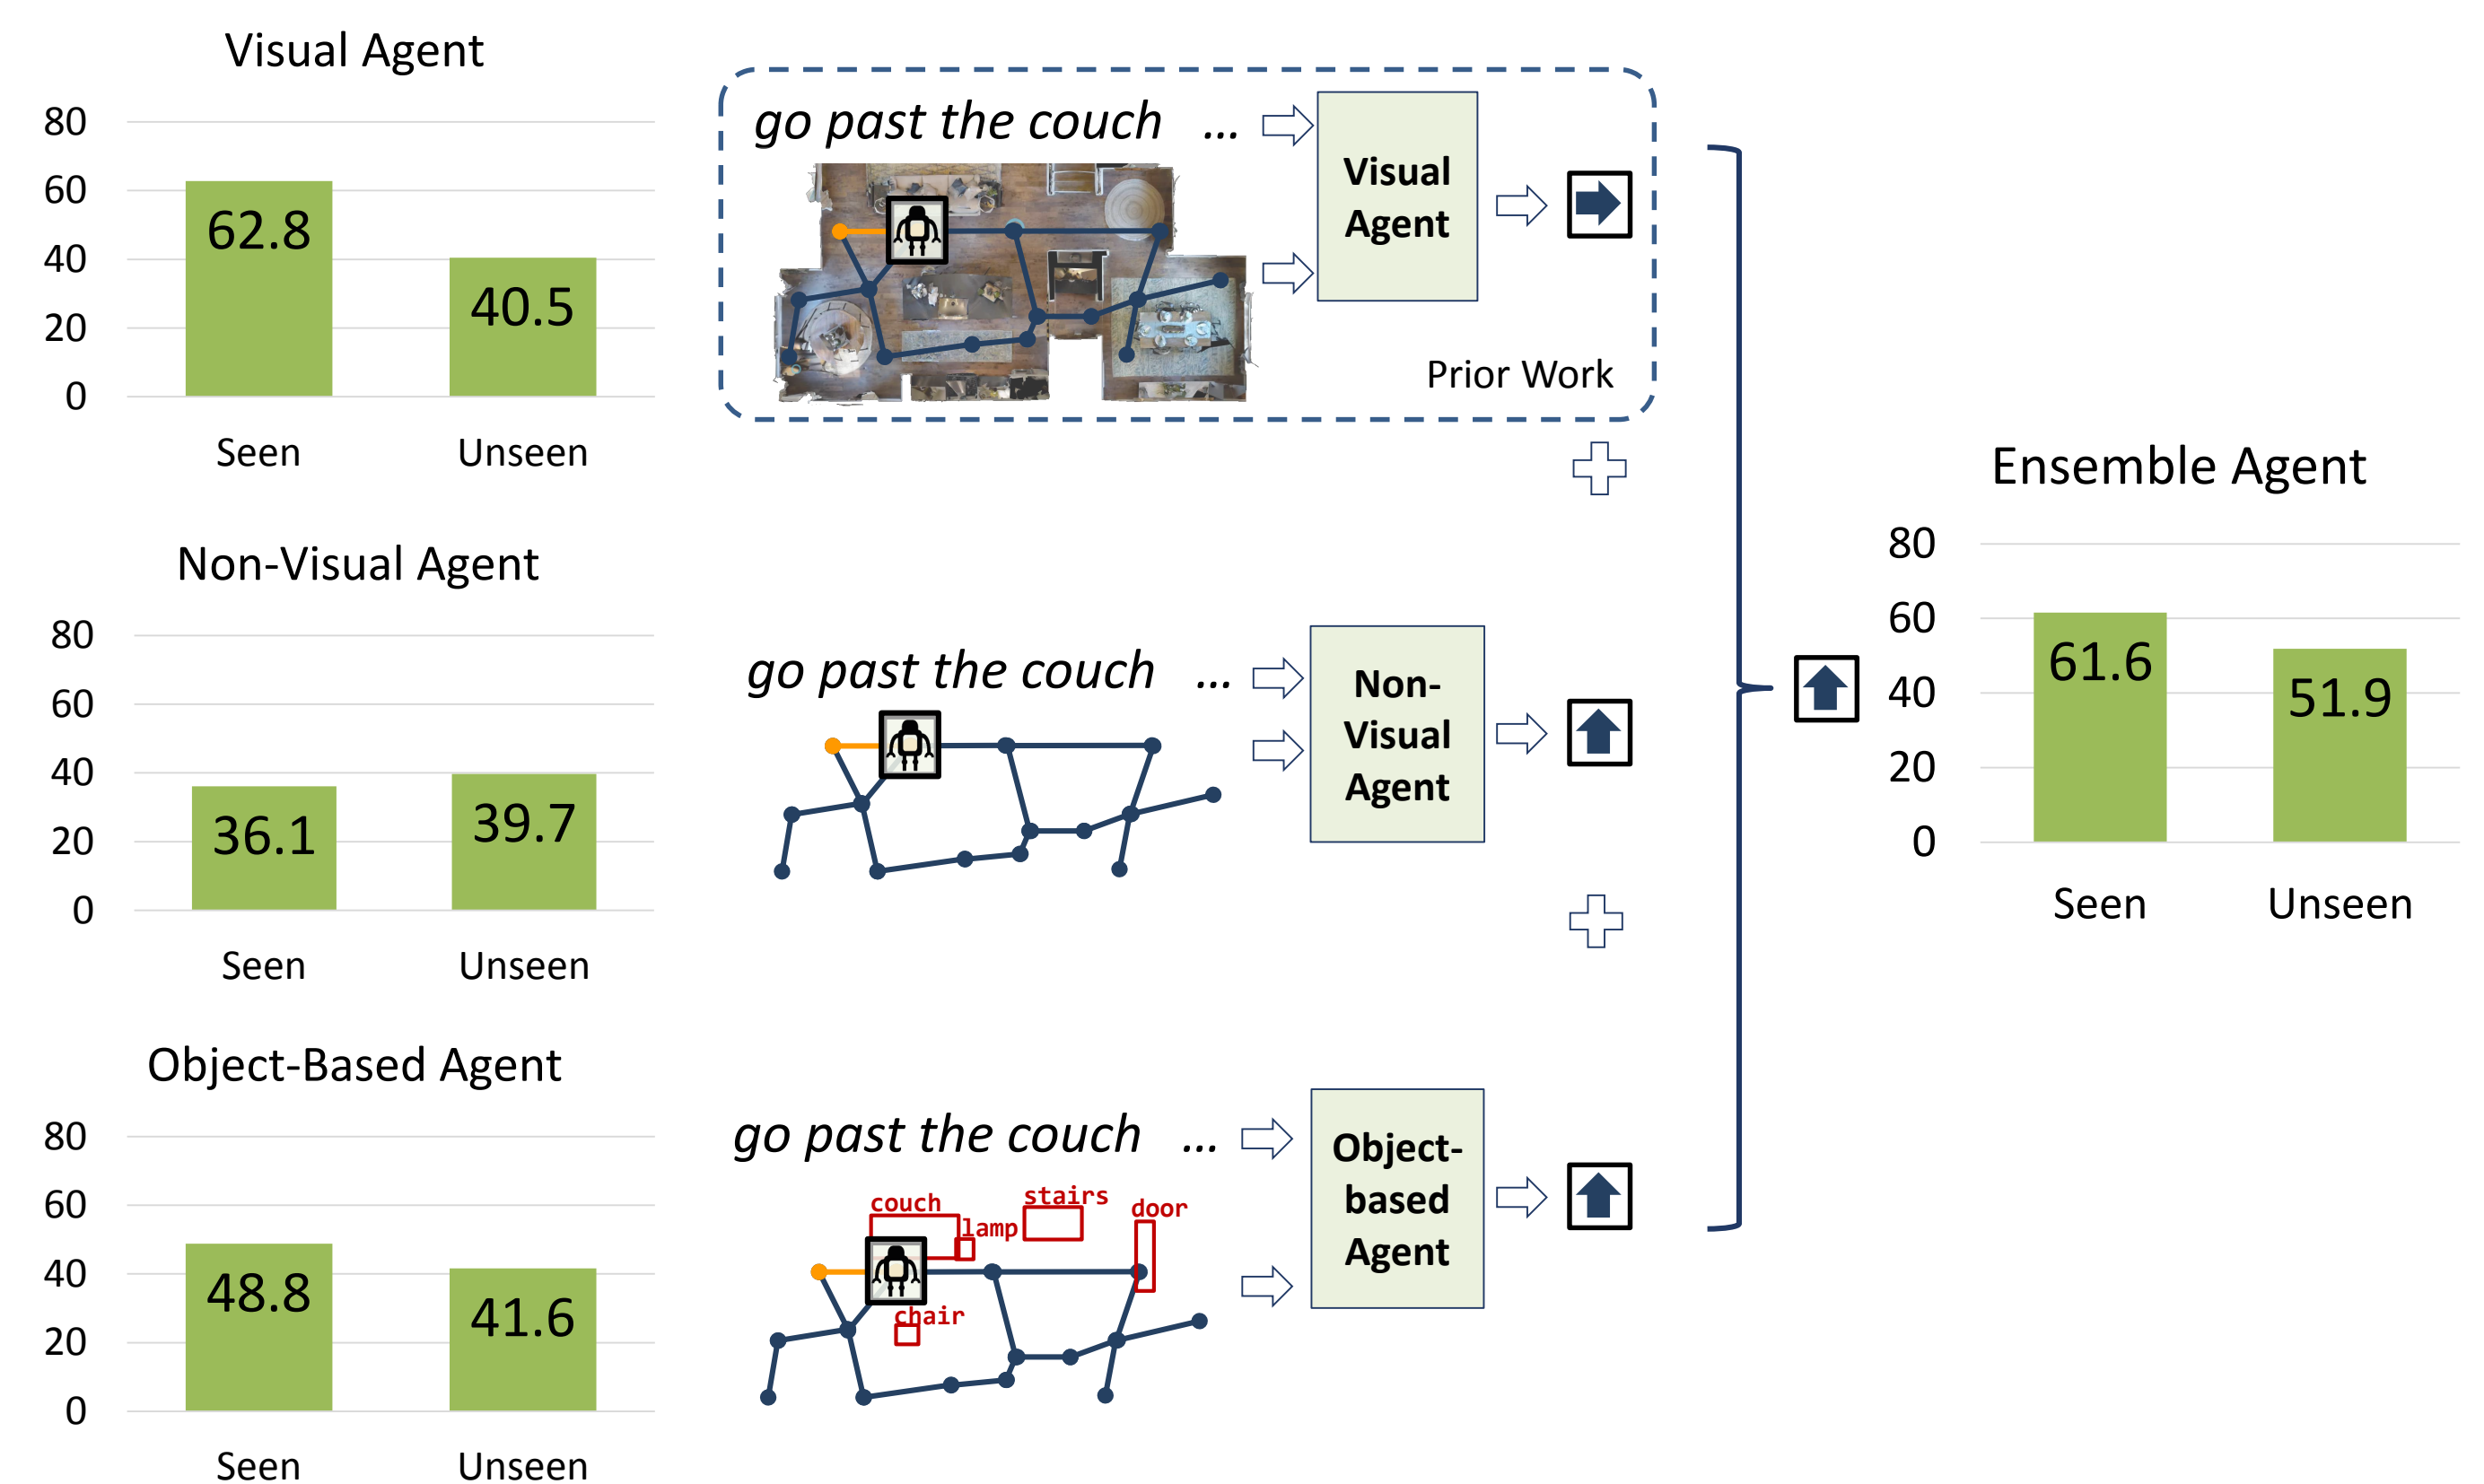 Visual Agent
80
60
40
20
0
62.8
40.5
Seen
Unseen
go past the couch ...
Visual
Agent
Prior Work
Non-Visual Agent
80
60
40
20
0
36.1
39.7
Seen
Unseen
go past the couch ...
Non-
Visual
Agent
Object-Based Agent
80
60
40
20
0
48.8
41.6
Seen
Unseen
go past the couch ...
couch
lamp
stairs
door
chair
Object-
based
Agent
Ensemble Agent
80
60
40
20
0
61.6
51.9
Seen
Unseen